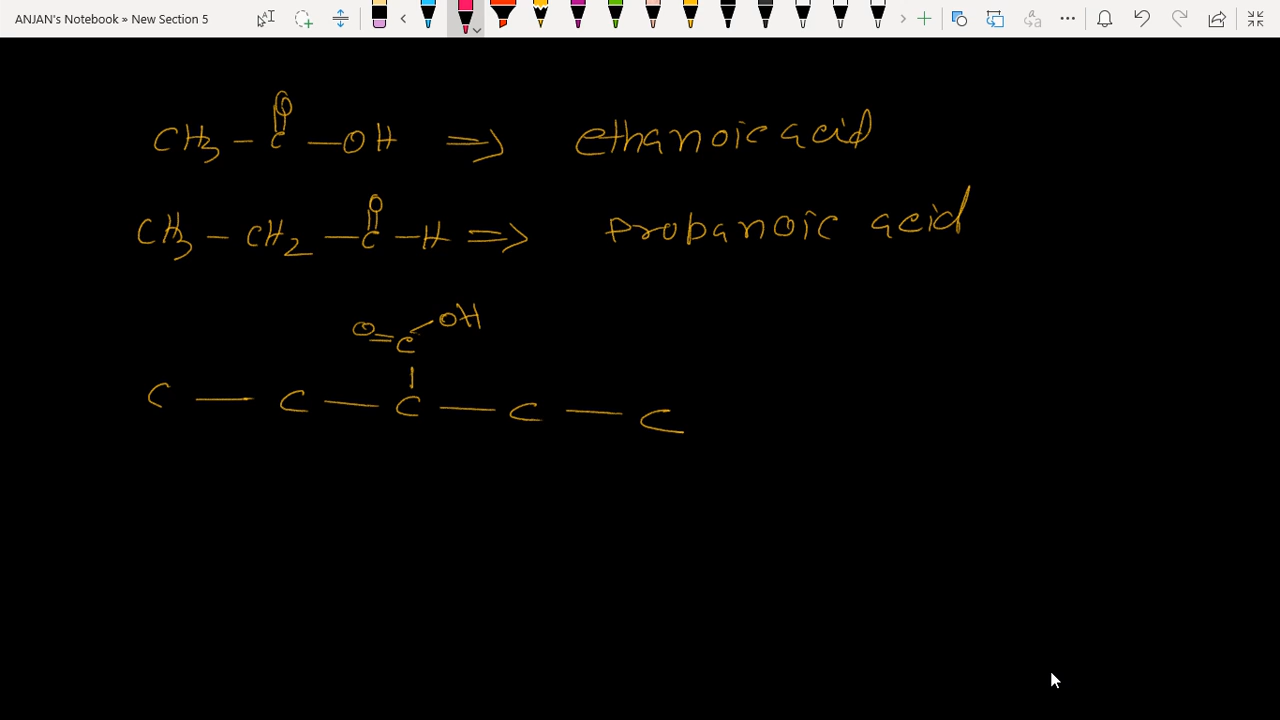 ANJAN's Notebook » New Section 5
O
CH3 - C - OH => ethanoic acid
O
CH3 - CH2 - C - H => propanoic acid
O = C - OH
C - C - C - C - C